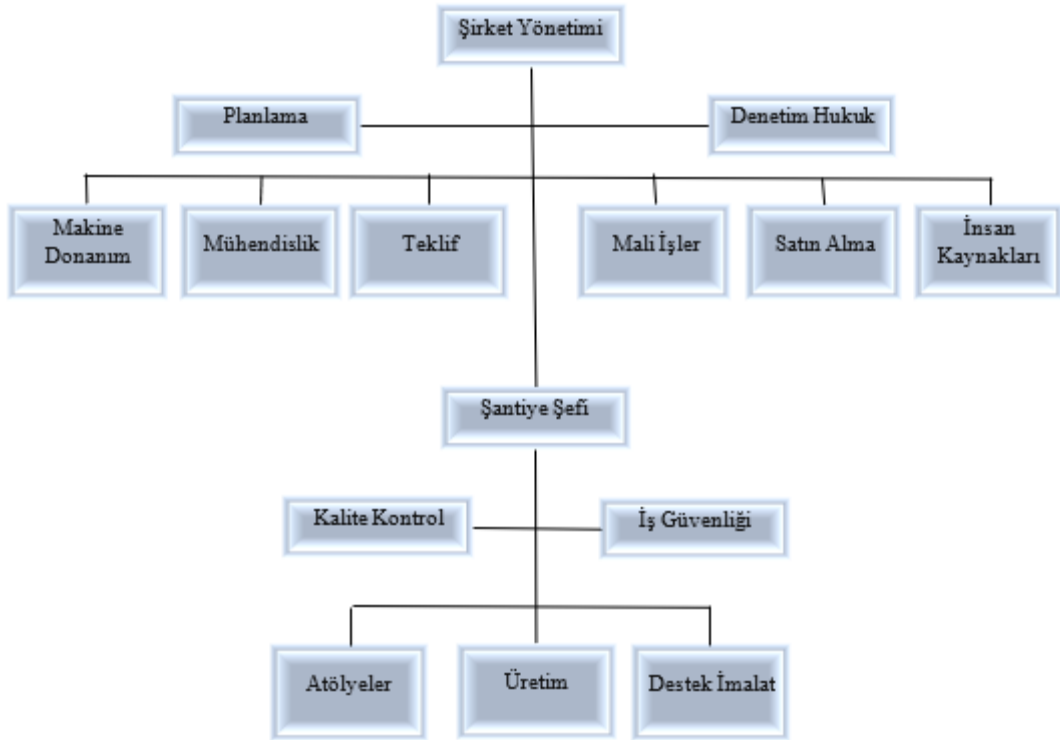 Şirket Yönetimi
Planlama
Denetim Hukuk
Makine
Donanım
Mühendislik
Teklif
Mali İşler
Satın Alma
İnsan
Kaynakları
Şantiye Şefi
Kalite Kontrol
İş Güvenliği
Atölyeler
Üretim
Destek İmalat